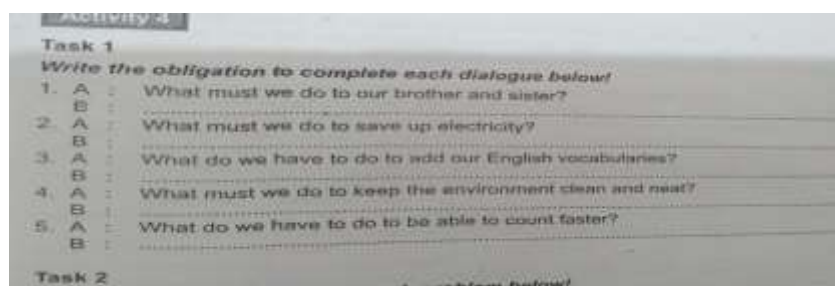 Activity 4
Task 1
Write the obligation to complete each dialogue below!
1. A : What must we do to our brother and sister?
B : ..........
2. A : What must we do to save up electricity?
B : ..........
3. A : What do we have to do to add our English vocabularies?
B : ..........
4. A : What must we do to keep the environment clean and neat?
B : ..........
5. A : What do we have to do to be able to count faster?
B : ..........
Task 2
problem below!